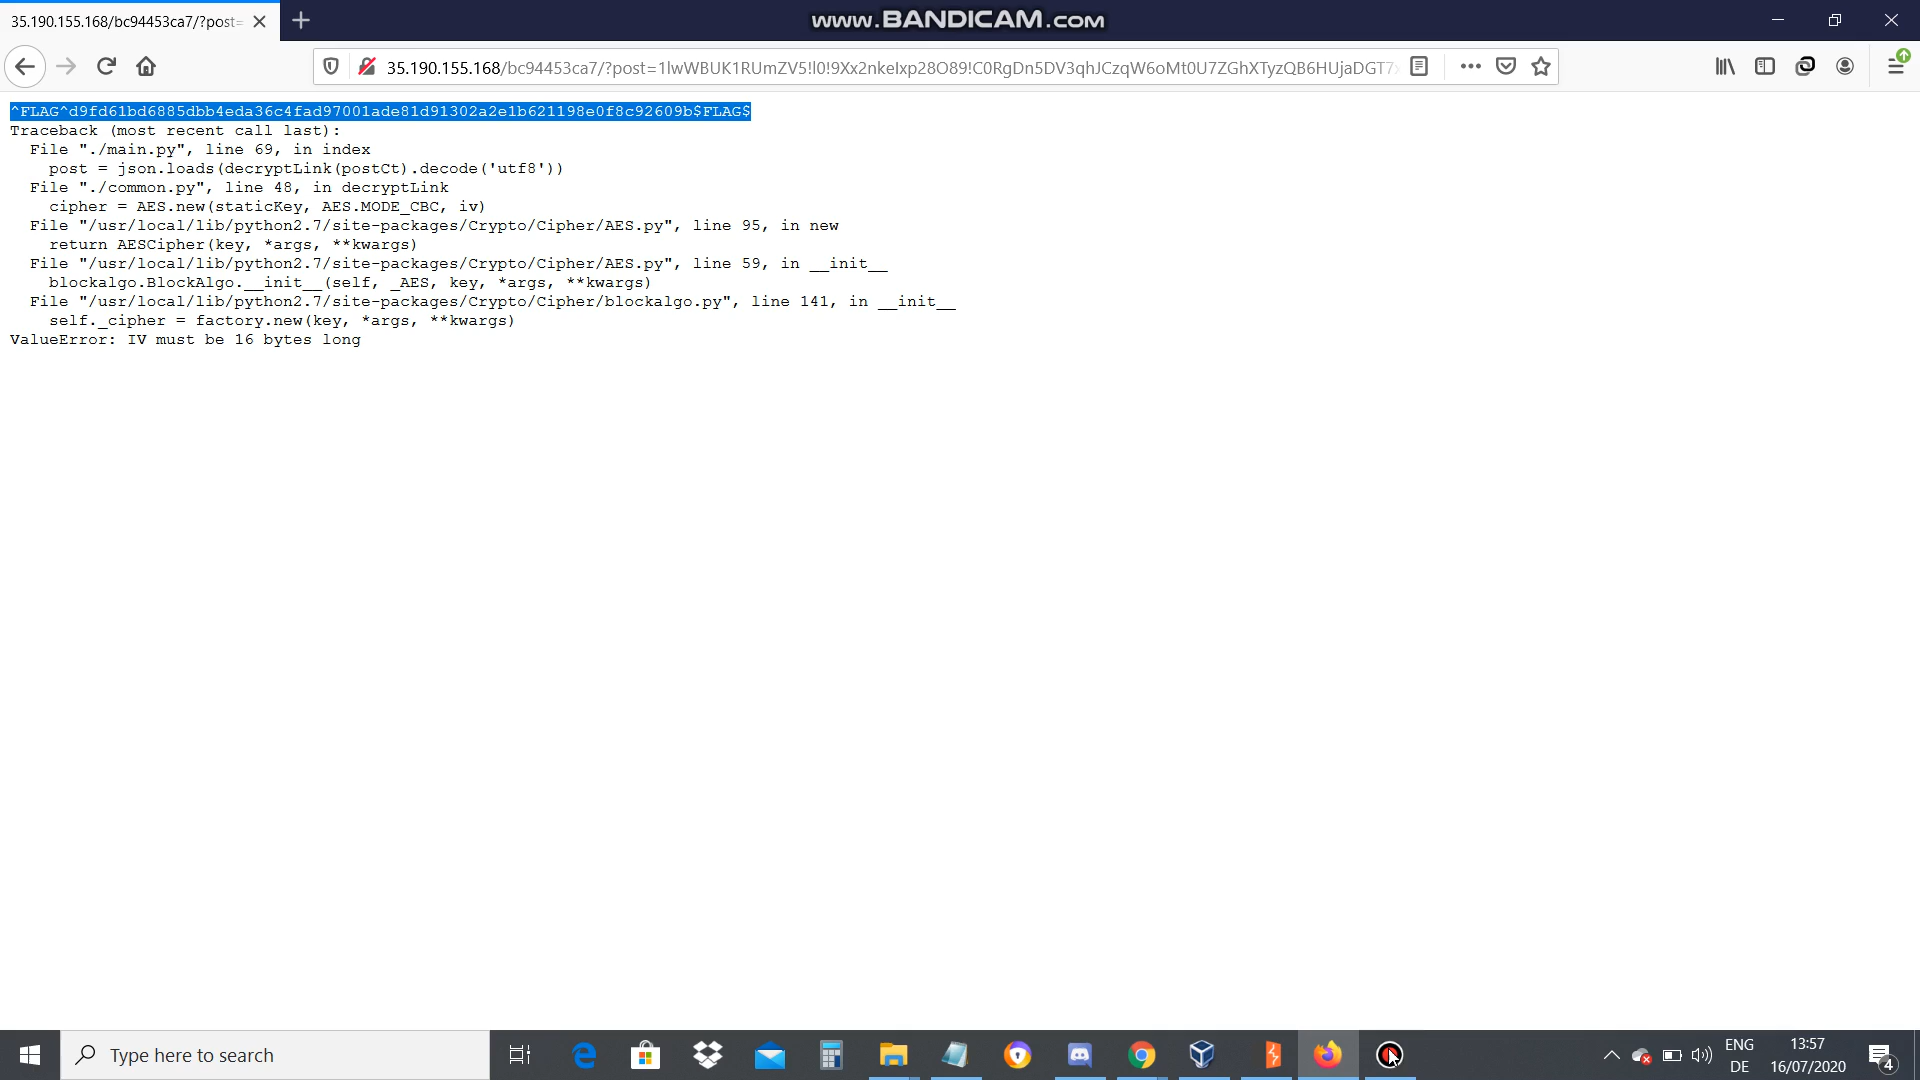 35.190.155.168/bc94453ca7/?post=
www.BANDICAM.com
35.190.155.168/bc94453ca7/?post=1lwWBUK1RUmZV5!l0!9Xx2nkelxp28O89!C0RgDn5DV3qhJCzqW6oMt0U7ZGhXTyzQB6HUjaDGT7
^FLAG^d9fd61bd6885dbb4eda36c4fad97001ade81d91302a2e1b621198e0f8c92609b$FLAG$
Traceback (most recent call last):
  File "./main.py", line 69, in index
    post = json.loads(decryptLink(postCt).decode('utf8'))
  File "./common.py", line 48, in decryptLink
    cipher = AES.new(staticKey, AES.MODE_CBC, iv)
  File "/usr/local/lib/python2.7/site-packages/Crypto/Cipher/AES.py", line 95, in new
    return AESCipher(key, *args, **kwargs)
  File "/usr/local/lib/python2.7/site-packages/Crypto/Cipher/AES.py", line 59, in __init__
    blockalgo.BlockAlgo.__init__(self, _AES, key, *args, **kwargs)
  File "/usr/local/lib/python2.7/site-packages/Crypto/Cipher/blockalgo.py", line 141, in __init__
    self._cipher = factory.new(key, *args, **kwargs)
ValueError: IV must be 16 bytes long
Type here to search
ENG
DE
13:57
16/07/2020
4